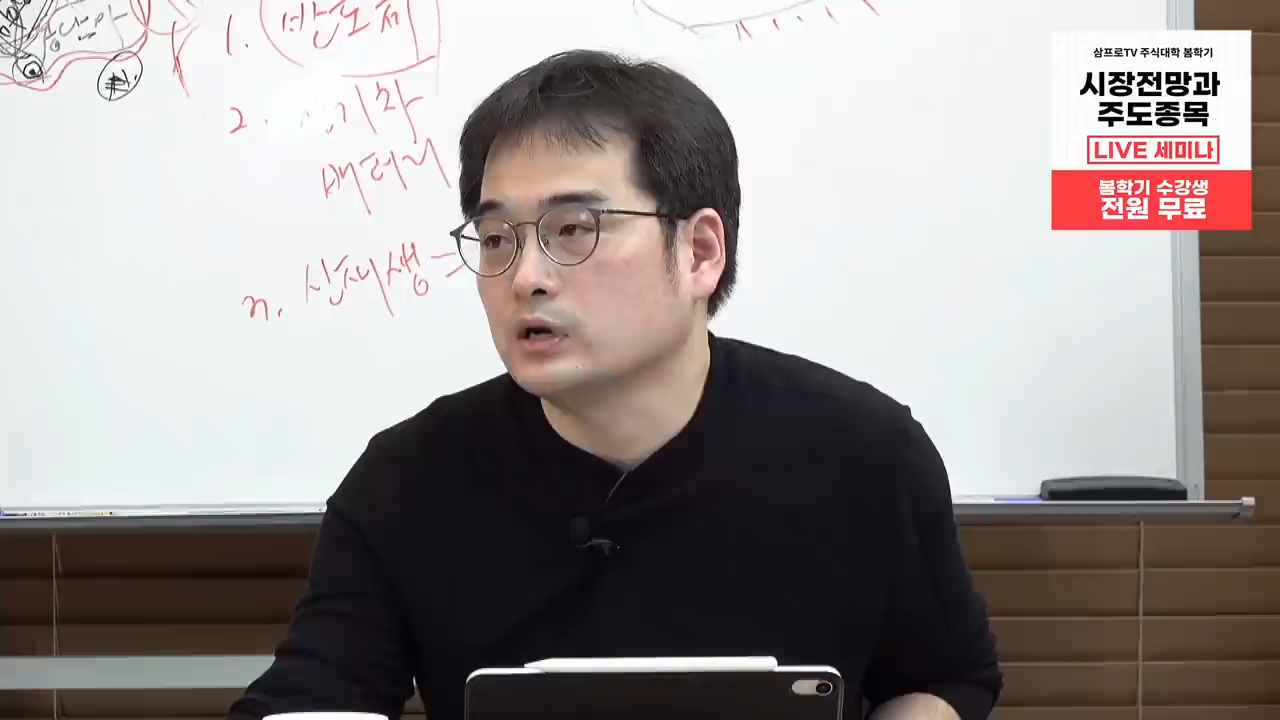 1. 반도체
2. 전기차
배터리
n. 신재생 =
#1.
삼프로TV 주식대학 봄학기
시장전망과
주도종목
LIVE 세미나
봄학기 수강생
전원 무료